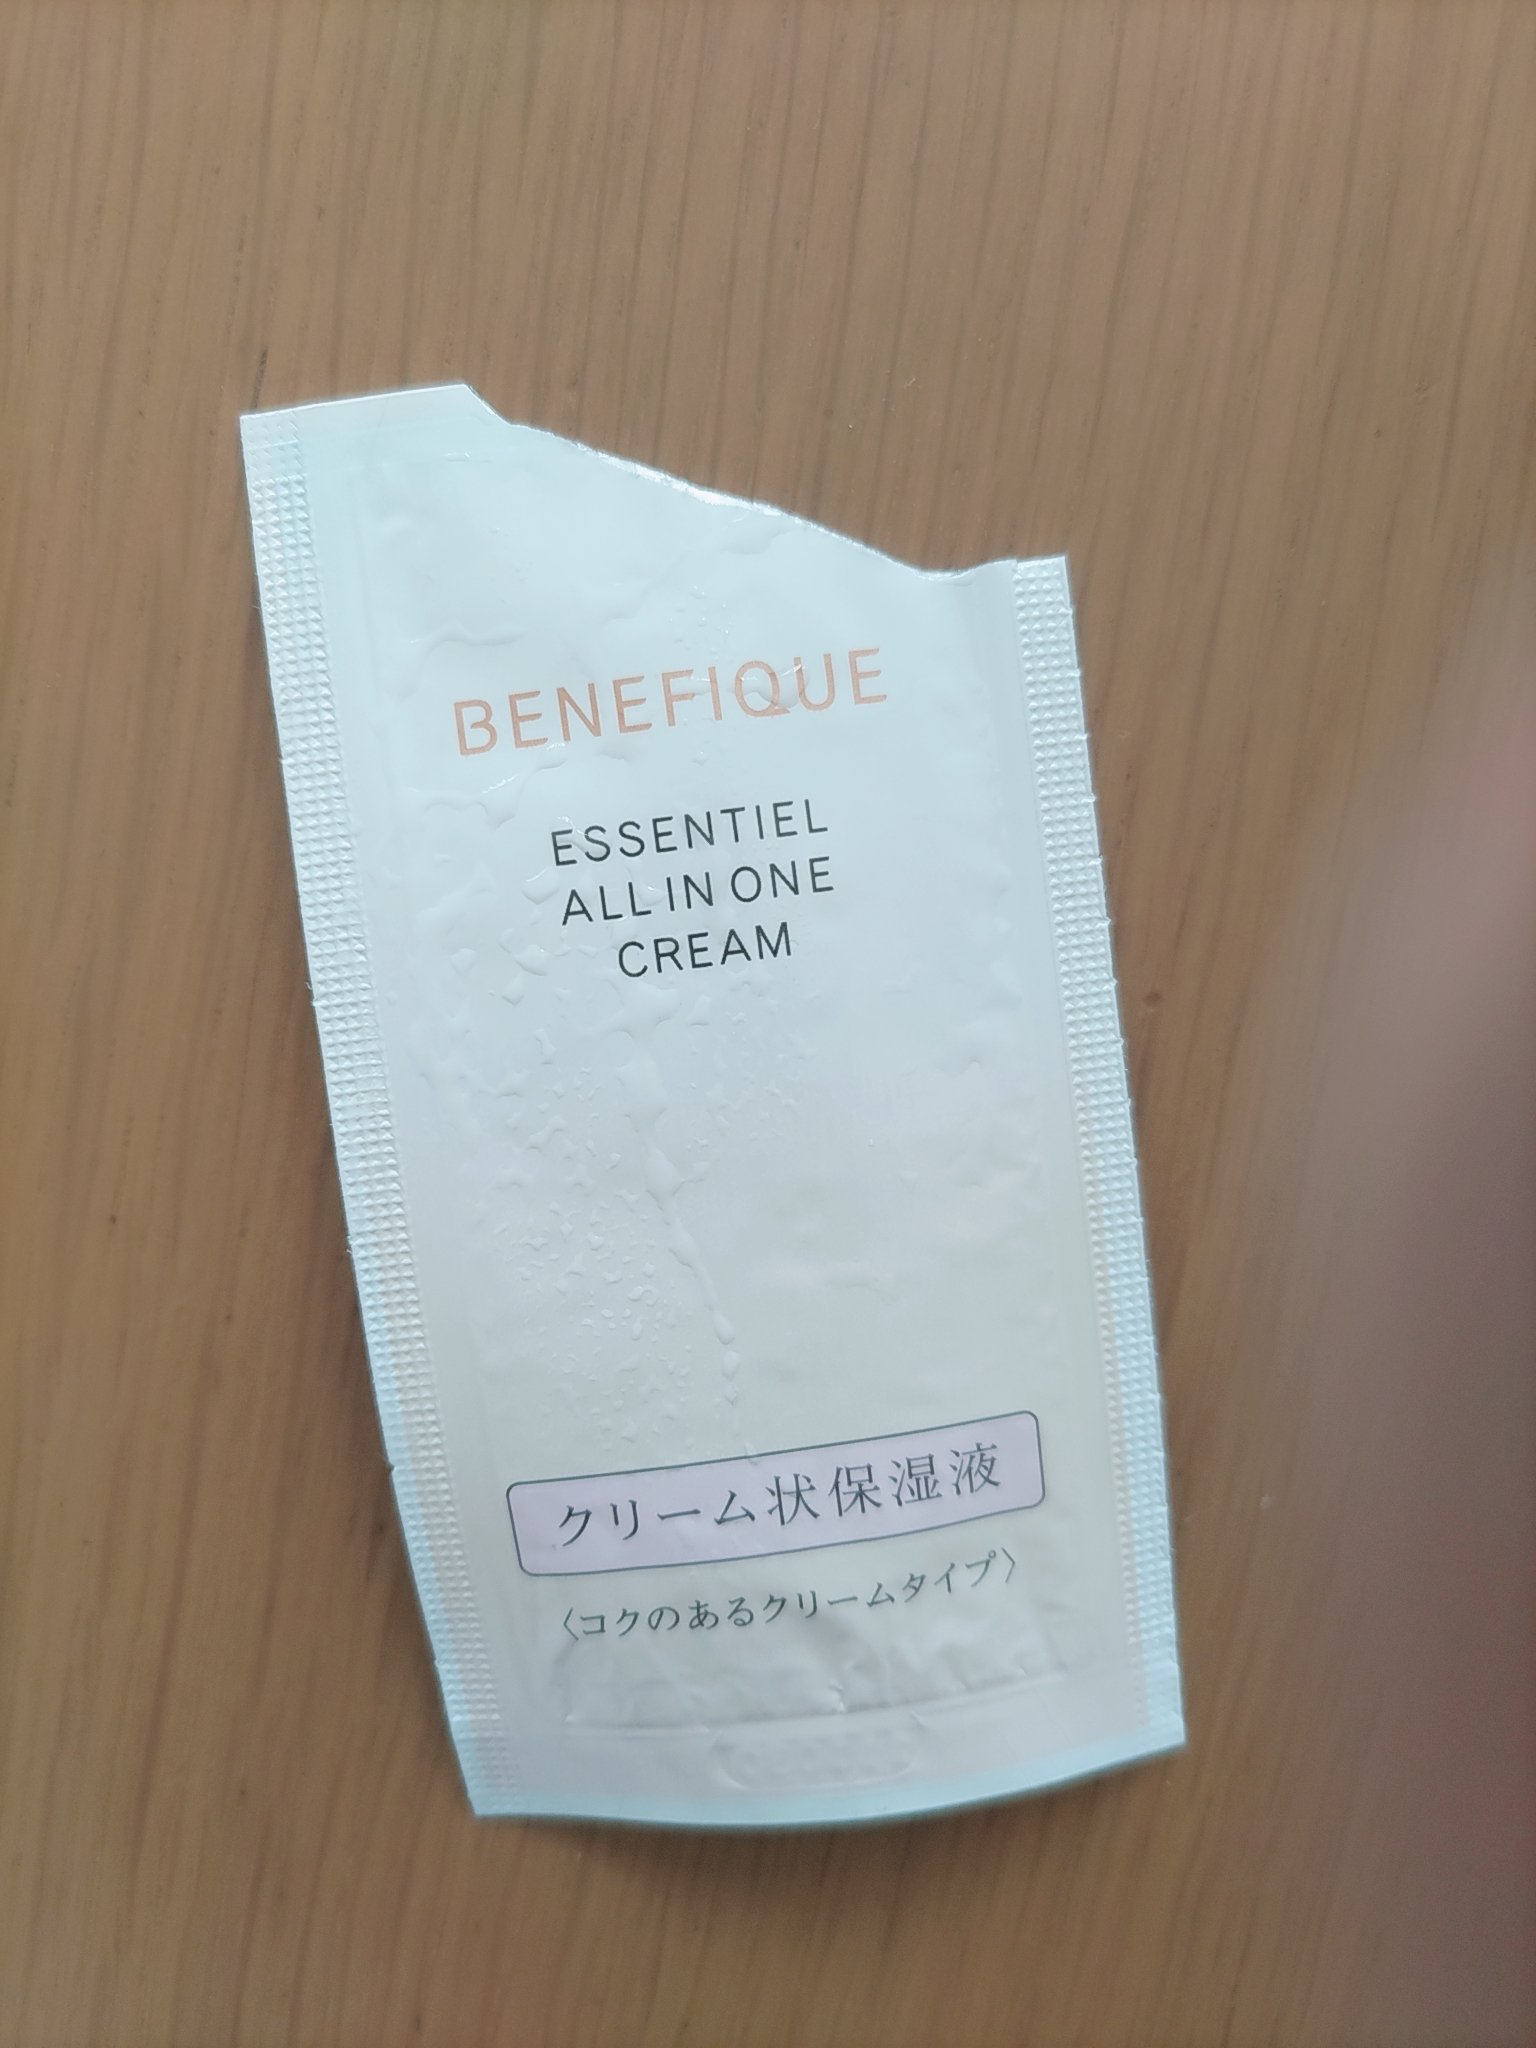 BENEFIQUE
ESSENTIEL
ALL IN ONE
CREAM
クリーム状保湿液
〈コクのあるクリームタイプ〉